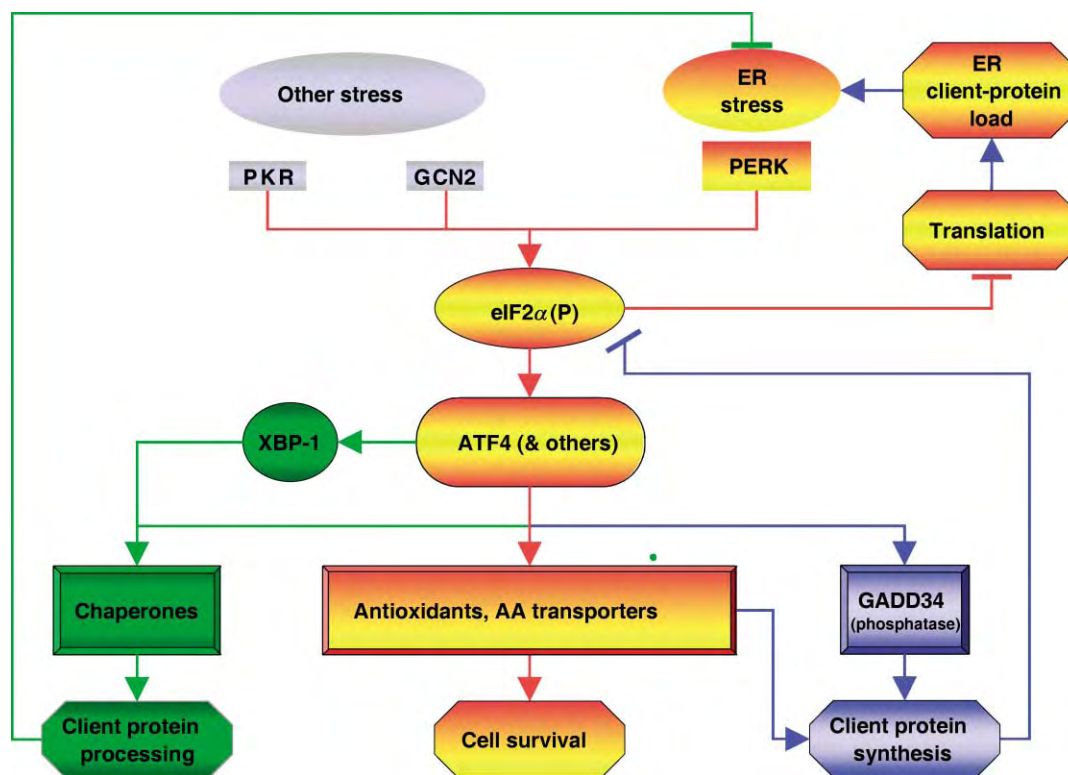 Other stress
ER
stress
ER
client-protein
load
PKR
GCN2
PERK
Translation
eIF2α(P)
XBP-1
ATF4 (& others)
Chaperones
Antioxidants, AA transporters
GADD34
(phosphatase)
Client protein
processing
Cell survival
Client protein
synthesis